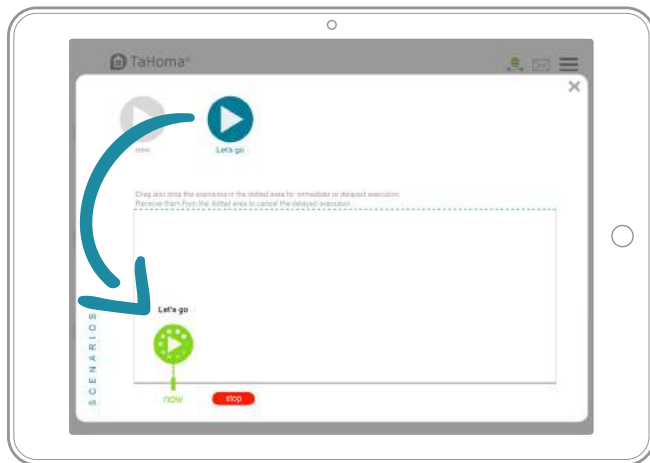 TaHoma®
new
Let's go
Drag and drop the scenarios in the dotted area for immediate or delayed execution.
Remove them from the dotted area to cancel the delayed execution.
SCENARIOS
Let's go
now
stop